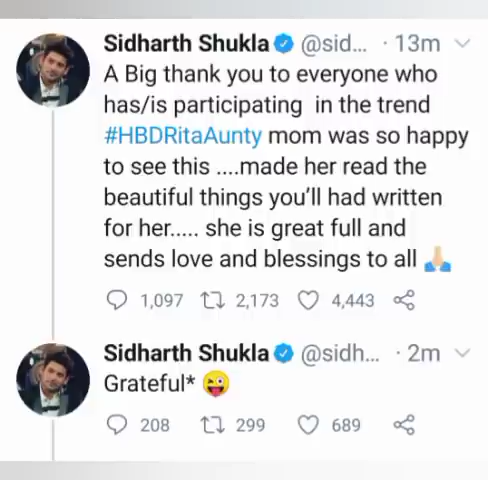 Sidharth Shukla @sid... · 13m
A Big thank you to everyone who
has/is participating in the trend
#HBDRitaAunty mom was so happy
to see this ....made her read the
beautiful things you'll had written
for her..... she is great full and
sends love and blessings to all 🙏
1,097 2,173 4,443
Sidharth Shukla @sidh... · 2m
Grateful* 😜
208 299 689